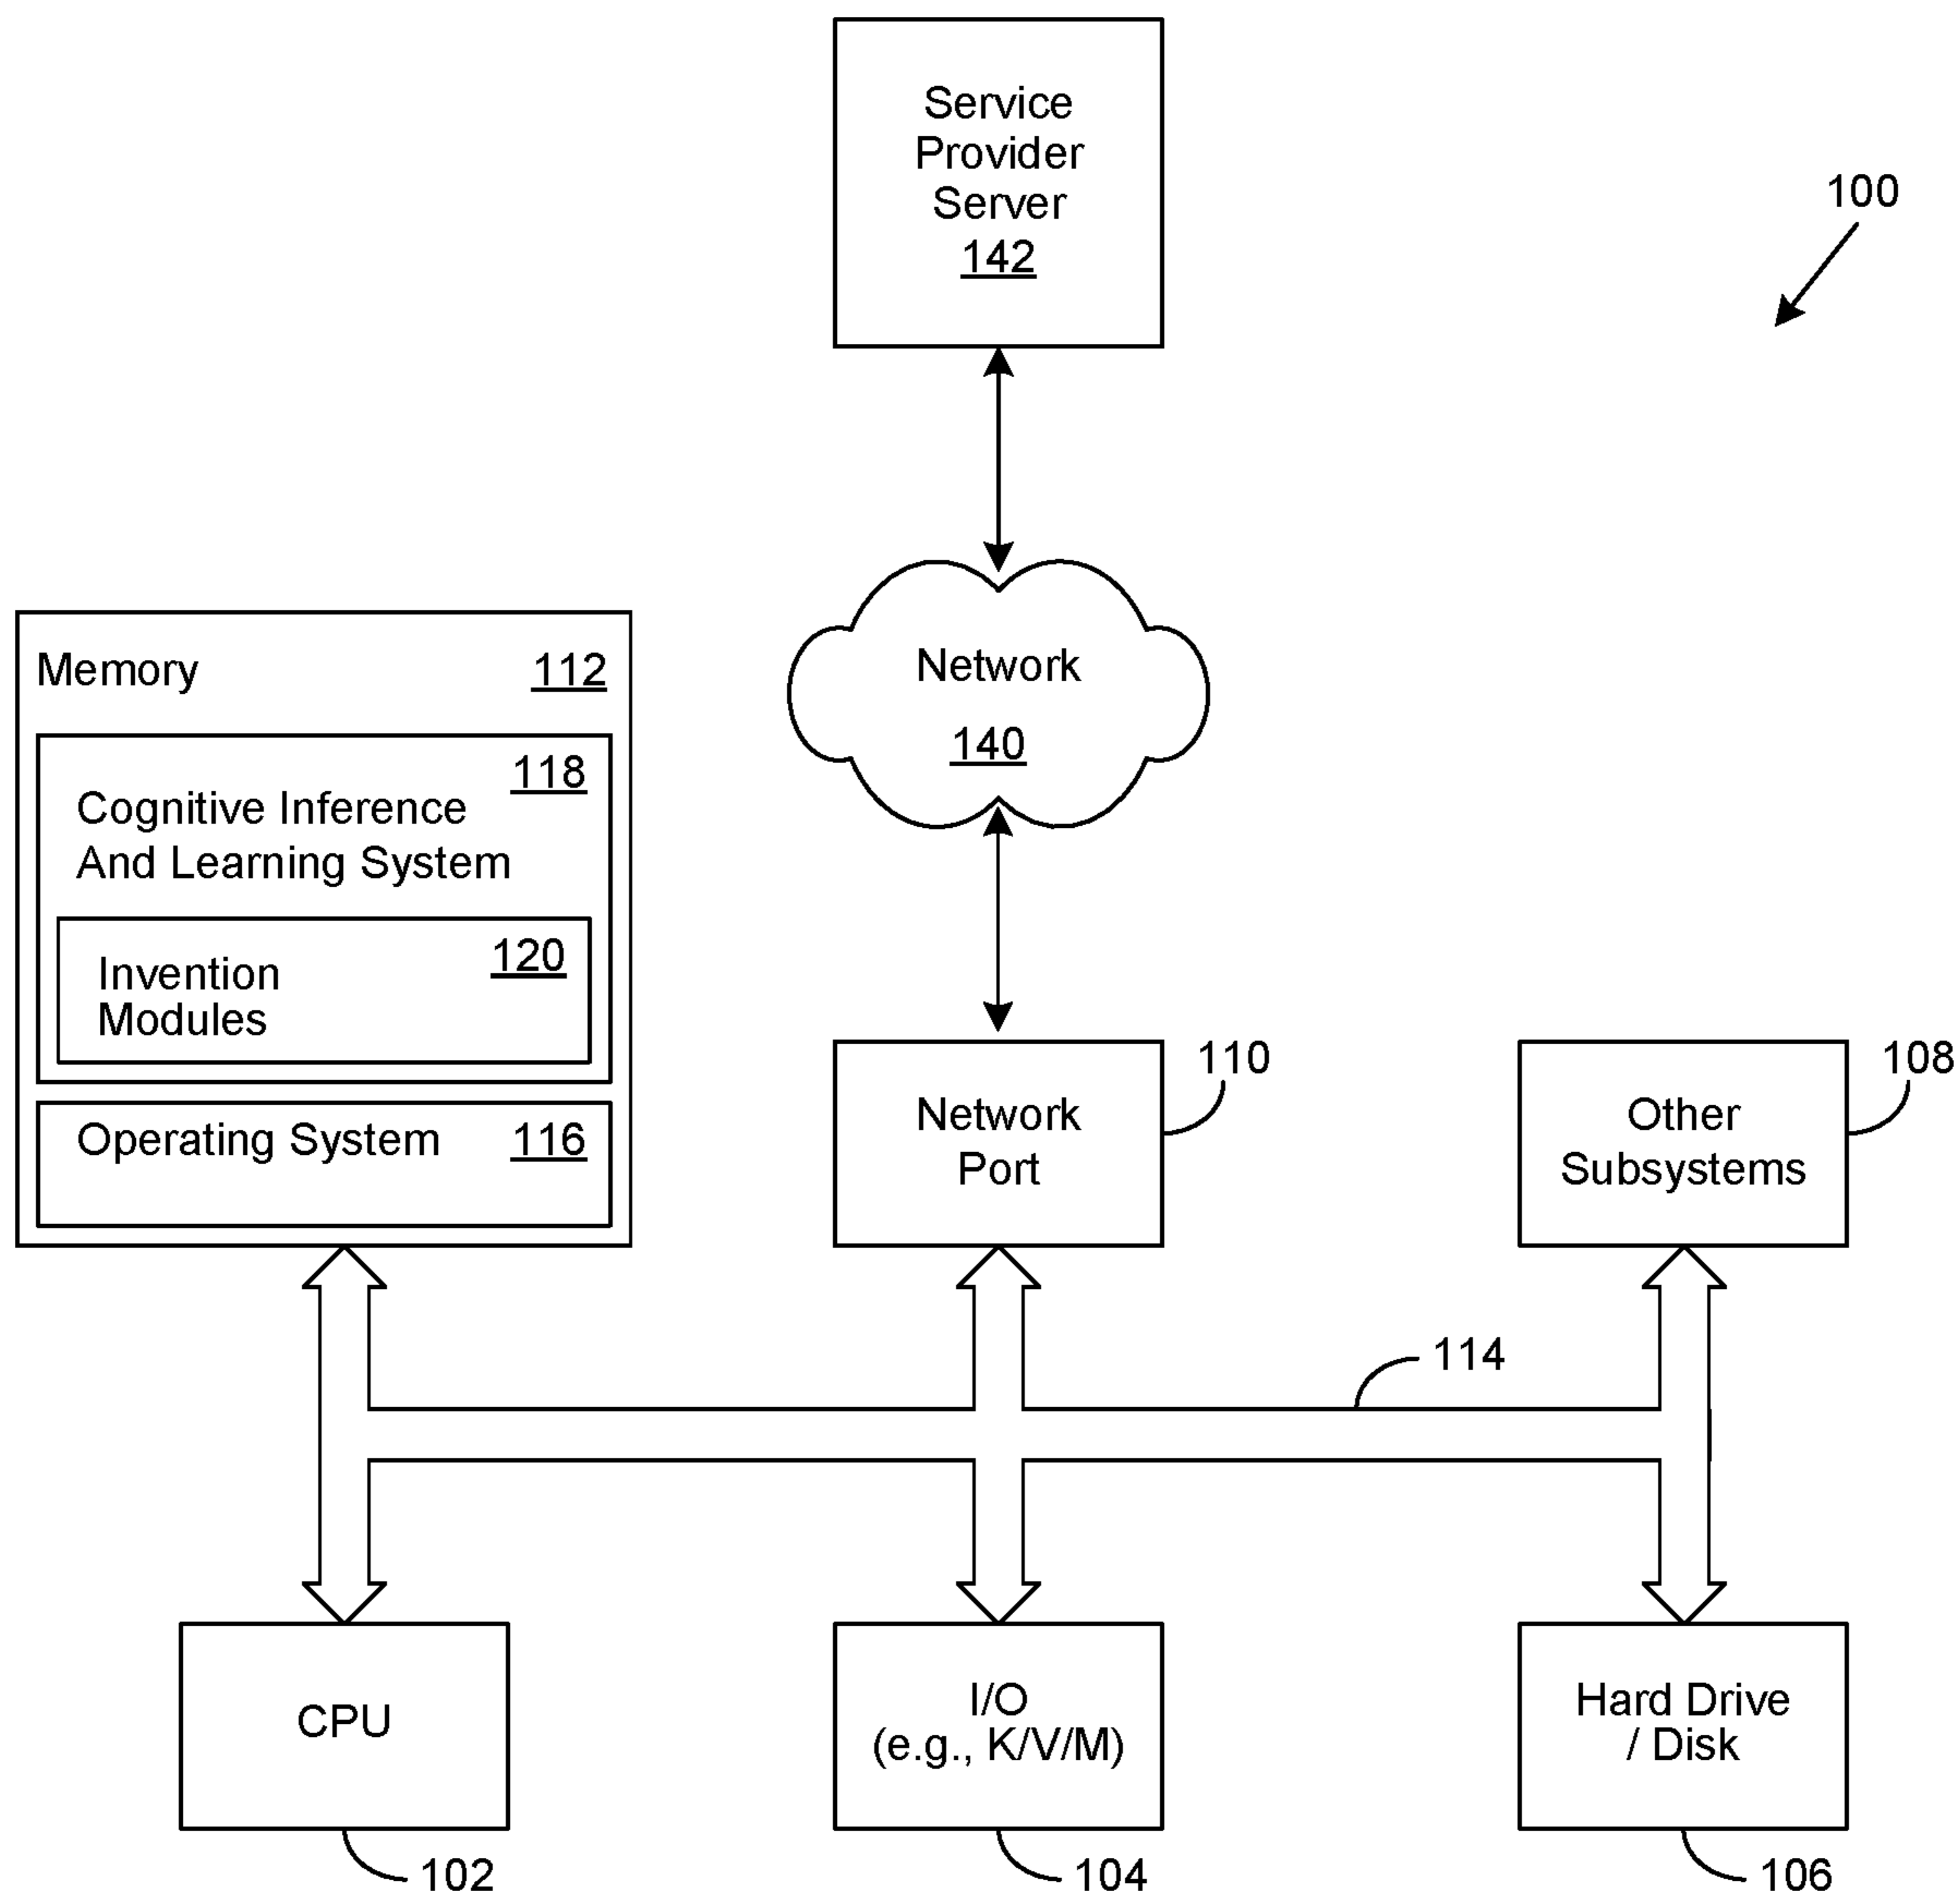 Service
Provider
Server
142
100
Memory 112
118
Cognitive Inference
And Learning System
120
Invention
Modules
Operating System 116
Network
140
Network
Port
110
Other
Subsystems
108
114
CPU
102
I/O
(e.g., K/V/M)
104
Hard Drive
/ Disk
106